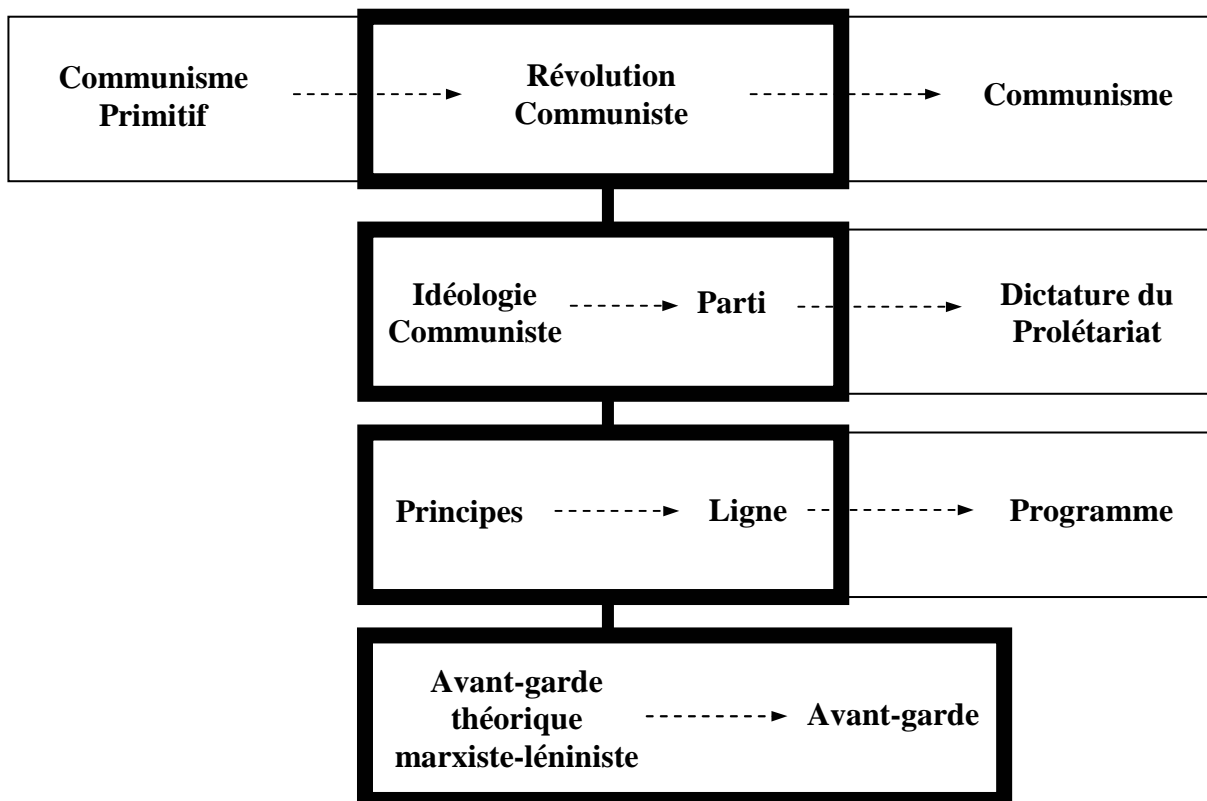 Communisme
Primitif
Révolution
Communiste
Communisme
Idéologie
Communiste
Parti
Dictature du
Prolétariat
Principes
Ligne
Programme
Avant-garde
théorique
marxiste-léniniste
Avant-garde